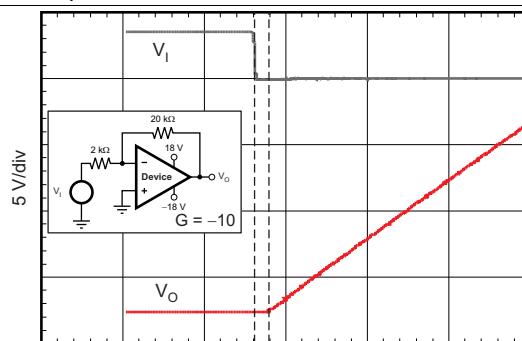 V_I
5 V/div
20 kΩ
2 kΩ
18 V
−
Device
V_O
+
V_I
−18 V
G = −10
V_O